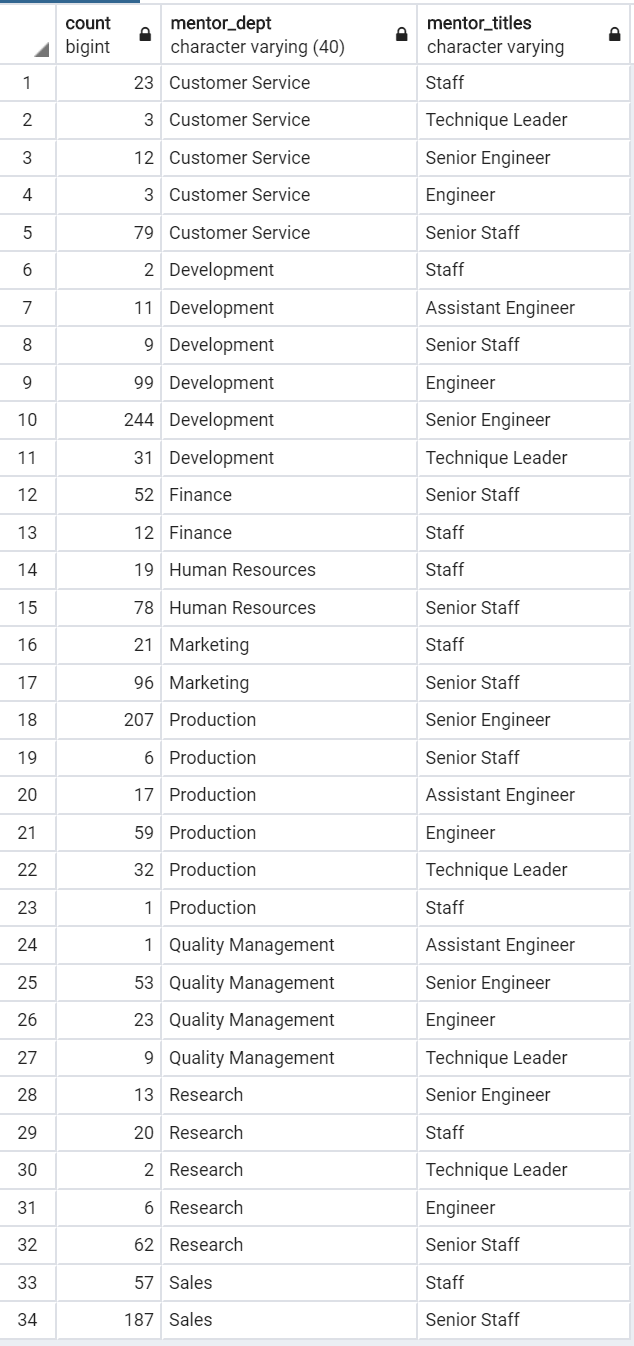 count mentor_dept mentor_titles
bigint character varying (40) character varying
1 23 Customer Service Staff
2 3 Customer Service Technique Leader
3 12 Customer Service Senior Engineer
4 3 Customer Service Engineer
5 79 Customer Service Senior Staff
6 2 Development Staff
7 11 Development Assistant Engineer
8 9 Development Senior Staff
9 99 Development Engineer
10 244 Development Senior Engineer
11 31 Development Technique Leader
12 52 Finance Senior Staff
13 12 Finance Staff
14 19 Human Resources Staff
15 78 Human Resources Senior Staff
16 21 Marketing Staff
17 96 Marketing Senior Staff
18 207 Production Senior Engineer
19 6 Production Senior Staff
20 17 Production Assistant Engineer
21 59 Production Engineer
22 32 Production Technique Leader
23 1 Production Staff
24 1 Quality Management Assistant Engineer
25 53 Quality Management Senior Engineer
26 23 Quality Management Engineer
27 9 Quality Management Technique Leader
28 13 Research Senior Engineer
29 20 Research Staff
30 2 Research Technique Leader
31 6 Research Engineer
32 62 Research Senior Staff
33 57 Sales Staff
34 187 Sales Senior Staff